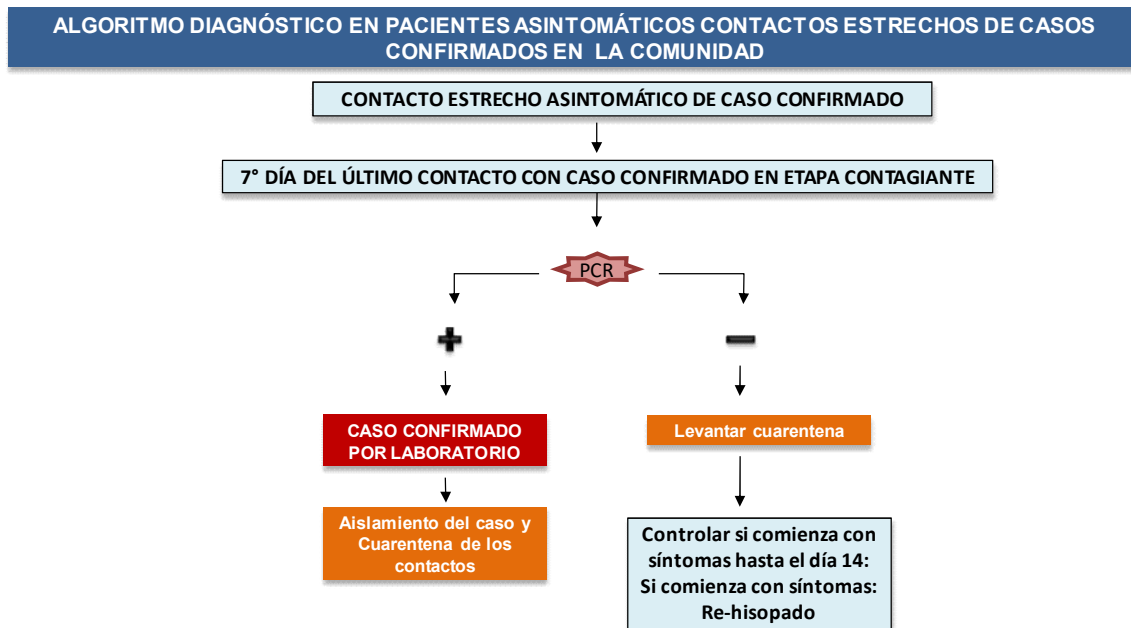 ALGORITMO DIAGNÓSTICO EN PACIENTES ASINTOMÁTICOS CONTACTOS ESTRECHOS DE CASOS
CONFIRMADOS EN LA COMUNIDAD
CONTACTO ESTRECHO ASINTOMÁTICO DE CASO CONFIRMADO
7° DÍA DEL ÚLTIMO CONTACTO CON CASO CONFIRMADO EN ETAPA CONTAGIANTE
PCR
+
-
CASO CONFIRMADO
POR LABORATORIO
Aislamiento del caso y
Cuarentena de los
contactos
Levantar cuarentena
Controlar si comienza con
síntomas hasta el día 14:
Si comienza con síntomas:
Re-hisopado